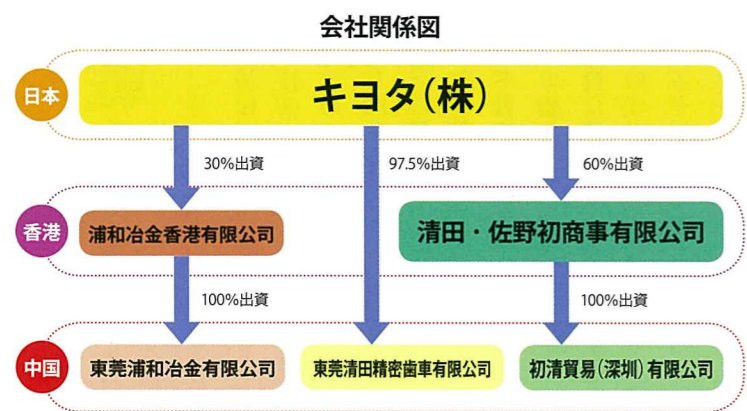 会社関係図
日本
キヨタ(株)
30%出資
97.5%出資
60%出資
香港
浦和冶金香港有限公司
清田・佐野初商事有限公司
100%出資
100%出資
中国
東莞浦和冶金有限公司
東莞清田精密歯車有限公司
初清貿易(深圳)有限公司